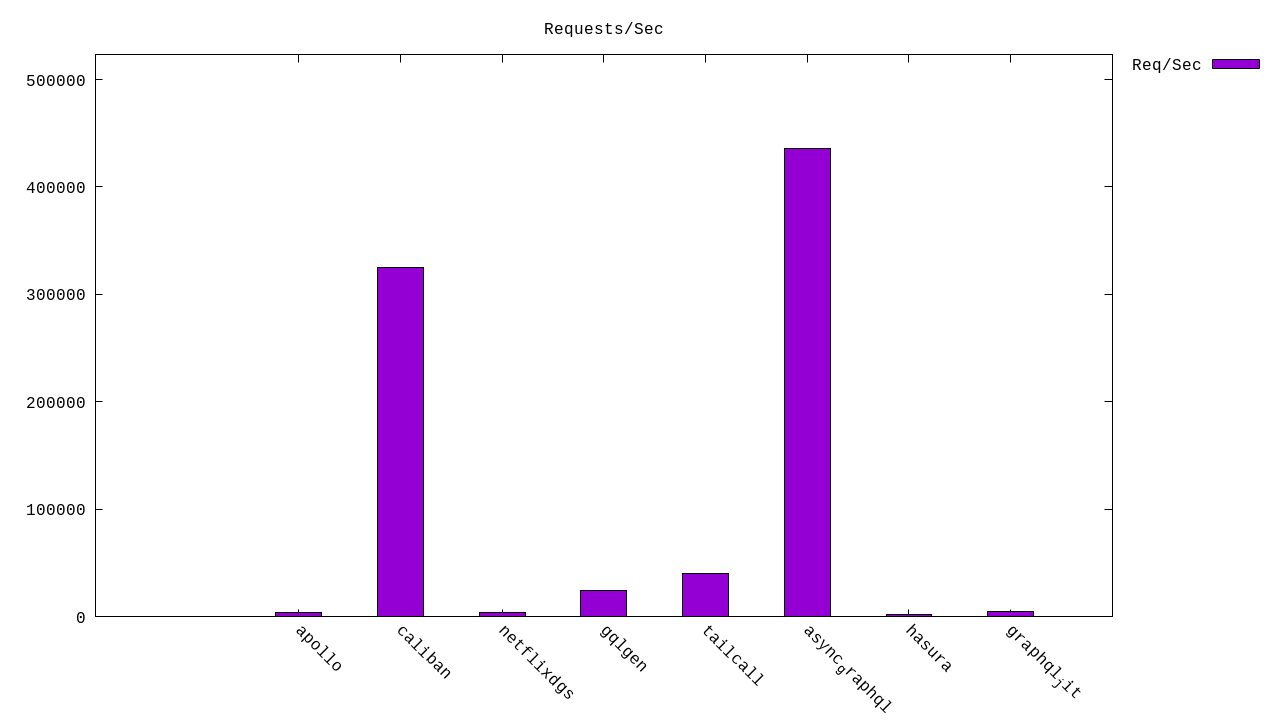 Requests/Sec
Req/Sec
500000
400000
300000
200000
100000
0
apollo
caliban
netflixdgs
gqlgen
tailcall
async_graphql
hasura
graphql_jit